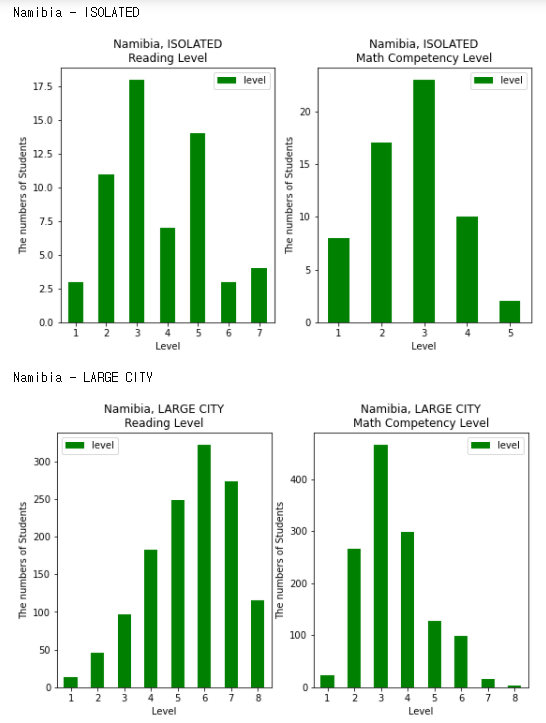 Namibia - ISOLATED
Namibia, ISOLATED
Reading Level
level
The numbers of Students
17.5
15.0
12.5
10.0
7.5
5.0
2.5
0.0
1 2 3 4 5 6 7
Level
Namibia, ISOLATED
Math Competency Level
level
The numbers of Students
20
15
10
5
0
1 2 3 4 5
Level
Namibia - LARGE CITY
Namibia, LARGE CITY
Reading Level
level
The numbers of Students
300
250
200
150
100
50
0
1 2 3 4 5 6 7 8
Level
Namibia, LARGE CITY
Math Competency Level
level
The numbers of Students
400
300
200
100
0
1 2 3 4 5 6 7 8
Level